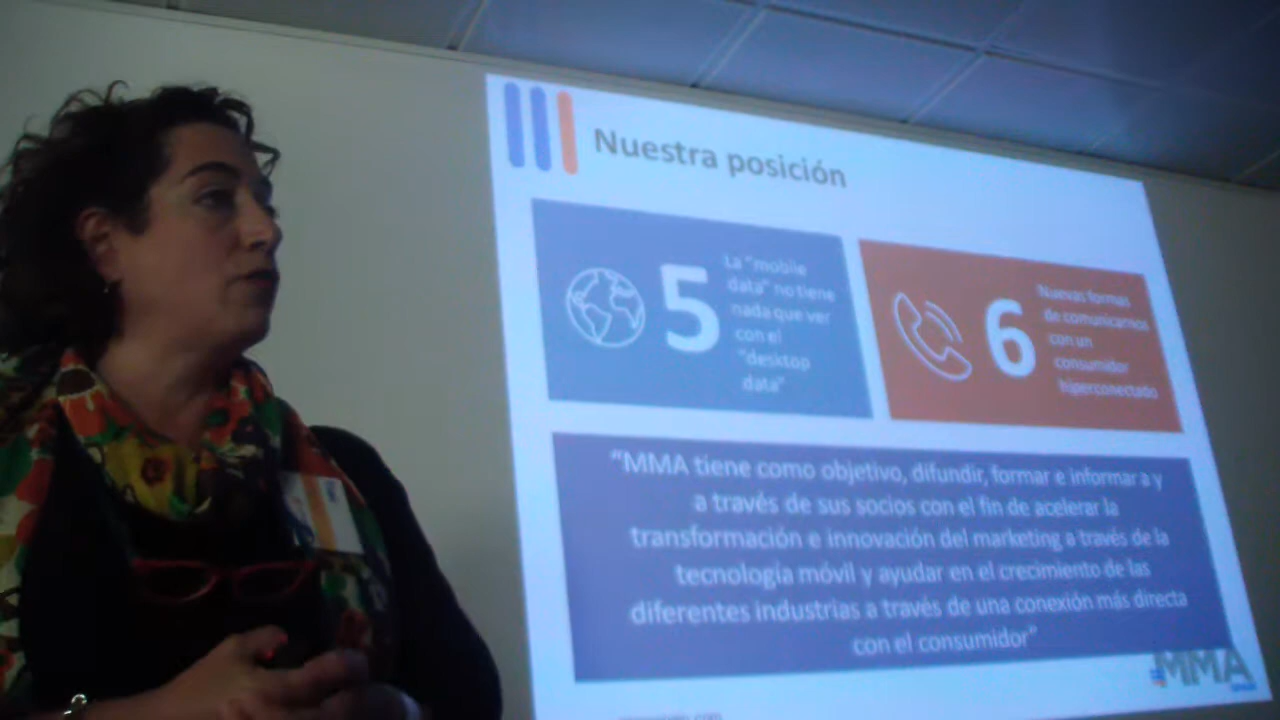 Nuestra posición
5
La "mobile
data" no tiene
nada que ver
con el
"desktop
data"
6
Nuevas formas
de comunicarnos
con un
consumidor
hiperconectado
"MMA tiene como objetivo, difundir, formar e informar a y
a través de sus socios con el fin de acelerar la
transformación e innovación del marketing a través de la
tecnología móvil y ayudar en el crecimiento de las
diferentes industrias a través de una conexión más directa
con el consumidor"
MMA